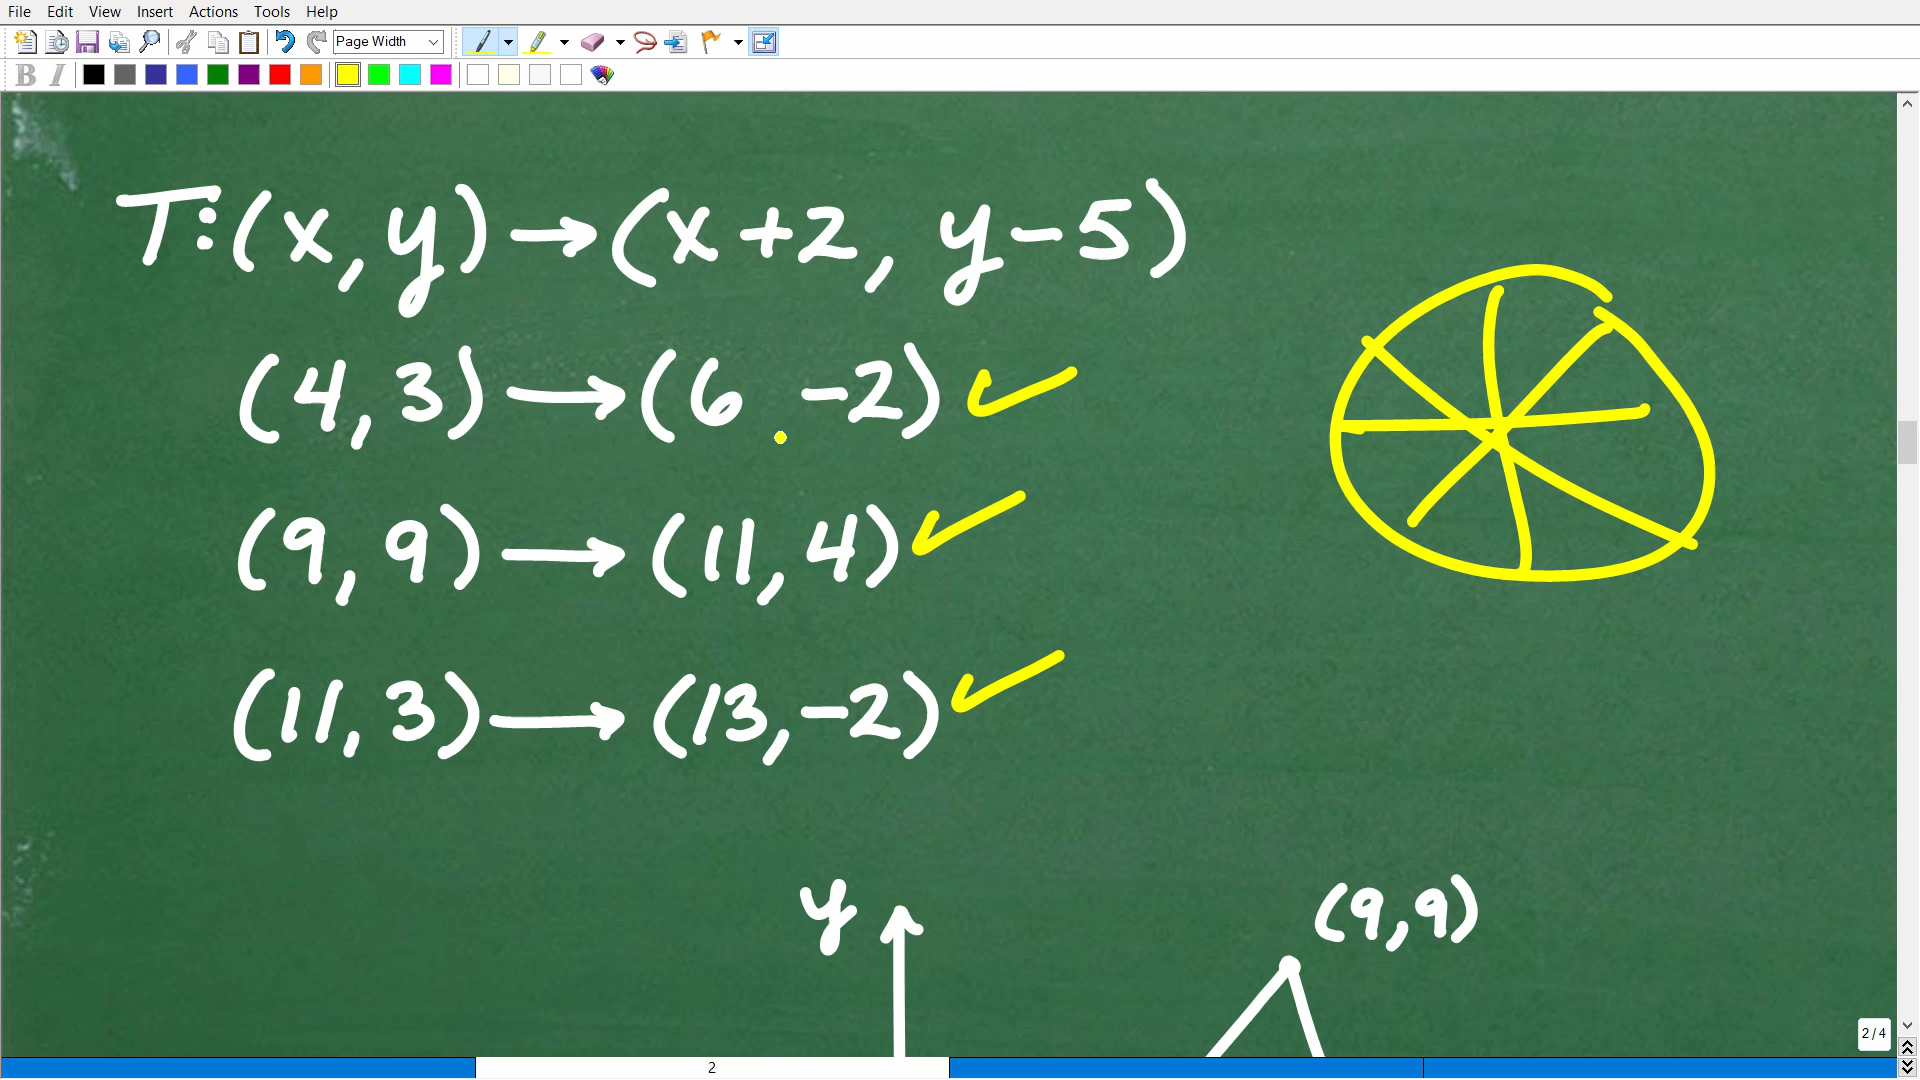 File Edit View Insert Actions Tools Help
Page Width
B I
T: (x, y) → (x+2, y-5)
(4, 3) → (6 -2)
(9, 9) → (11, 4)
(11, 3) → (13, -2)
y
(9,9)
2 / 4
2